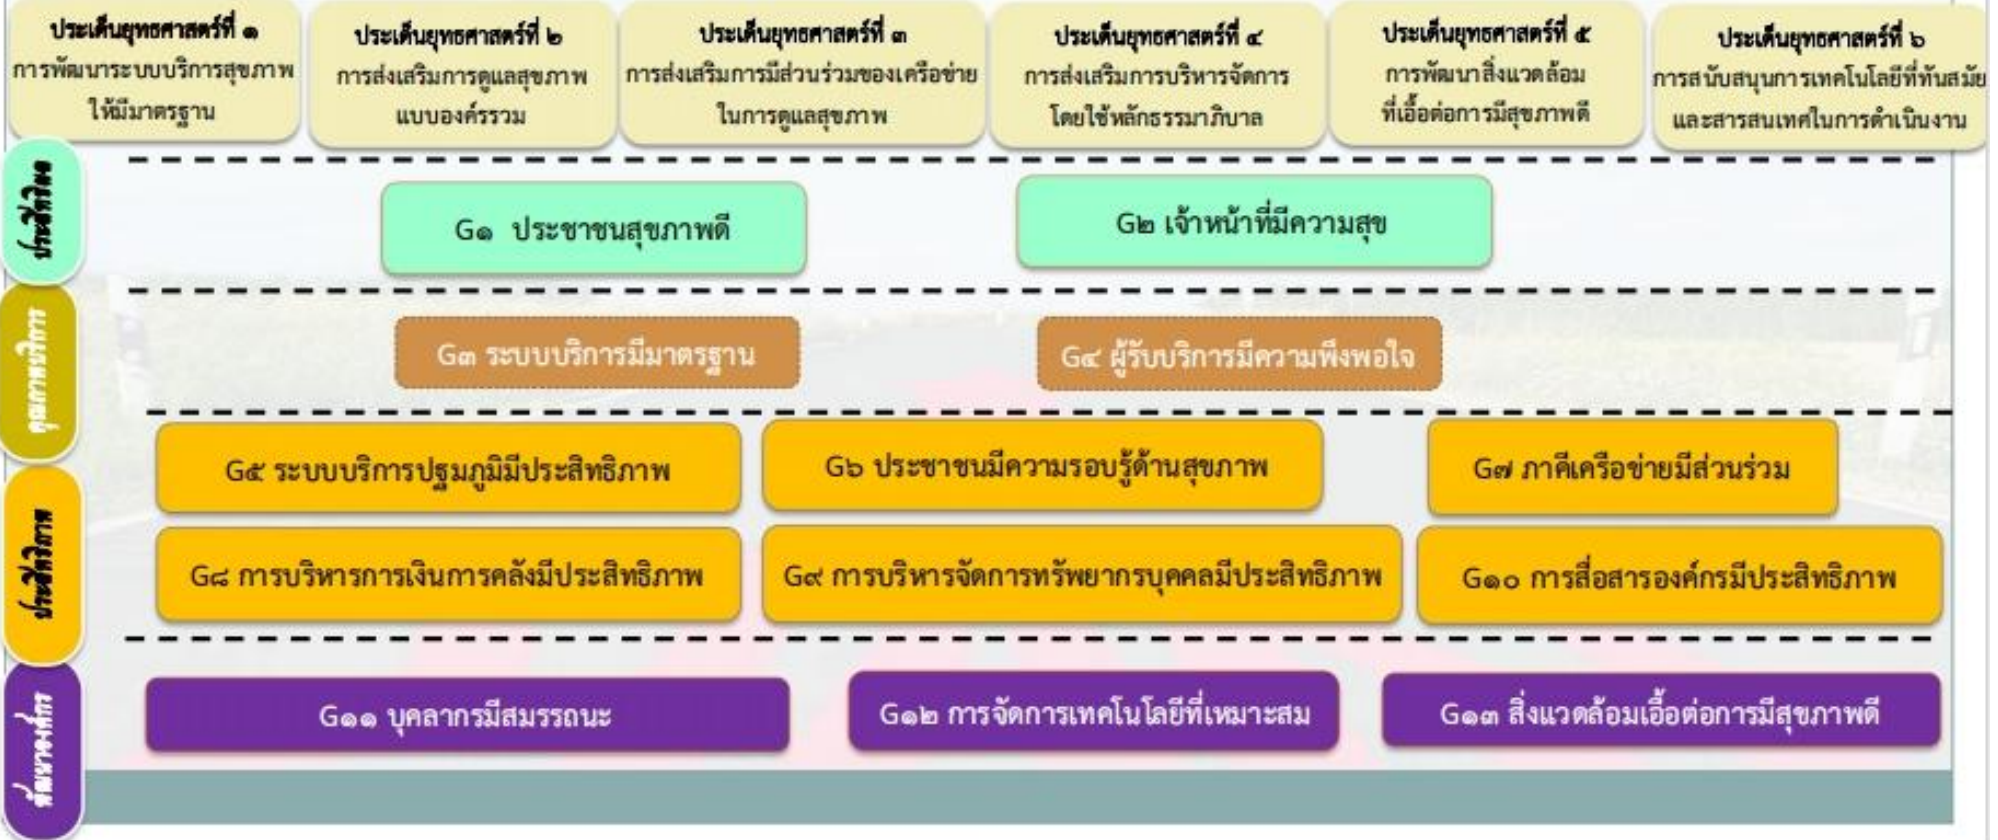 ประเด็นยุทธศาสตร์ที่ ๑
การพัฒนาระบบบริการสุขภาพ
ให้มีมาตรฐาน
ประเด็นยุทธศาสตร์ที่ ๒
การส่งเสริมการดูแลสุขภาพ
แบบองค์รวม
ประเด็นยุทธศาสตร์ที่ ๓
การส่งเสริมการมีส่วนร่วมของเครือข่าย
ในการดูแลสุขภาพ
ประเด็นยุทธศาสตร์ที่ ๔
การส่งเสริมการบริหารจัดการ
โดยใช้หลักธรรมาภิบาล
ประเด็นยุทธศาสตร์ที่ ๕
การพัฒนาสิ่งแวดล้อม
ที่เอื้อต่อการมีสุขภาพดี
ประเด็นยุทธศาสตร์ที่ ๖
การสนับสนุนการเทคโนโลยีที่ทันสมัย
และสารสนเทศในการดำเนินงาน
ประสิทธิผล
G๑ ประชาชนสุขภาพดี
G๒ เจ้าหน้าที่มีความสุข
คุณภาพบริการ
G๓ ระบบบริการมีมาตรฐาน
G๔ ผู้รับบริการมีความพึงพอใจ
ประสิทธิภาพ
G๕ ระบบบริการปฐมภูมิมีประสิทธิภาพ
G๖ ประชาชนมีความรอบรู้ด้านสุขภาพ
G๗ ภาคีเครือข่ายมีส่วนร่วม
G๘ การบริหารการเงินการคลังมีประสิทธิภาพ
G๙ การบริหารจัดการทรัพยากรบุคคลมีประสิทธิภาพ
G๑๐ การสื่อสารองค์กรมีประสิทธิภาพ
พัฒนาองค์กร
G๑๑ บุคลากรมีสมรรถนะ
G๑๒ การจัดการเทคโนโลยีที่เหมาะสม
G๑๓ สิ่งแวดล้อมเอื้อต่อการมีสุขภาพดี